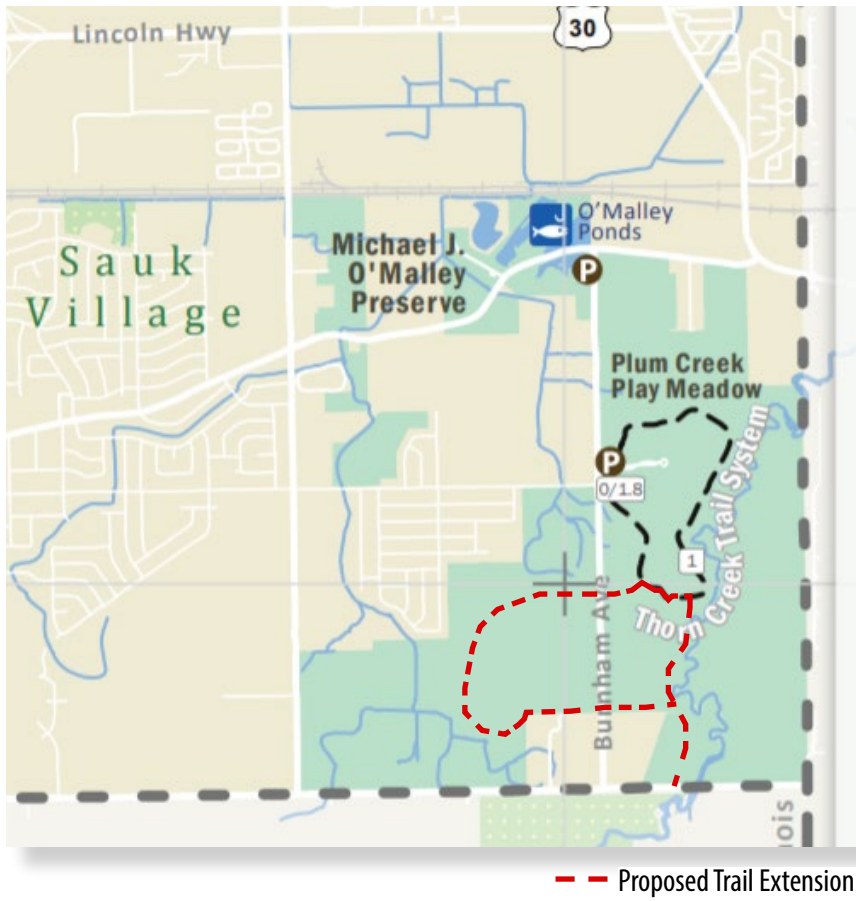 Lincoln Hwy
30
O'Malley
Ponds
Michael J.
O'Malley
Preserve
P
Sauk
Village
Plum Creek
Play Meadow
P
0/1.8
1
Thorn Creek Trail System
Burnham Ave
nois
Proposed Trail Extension